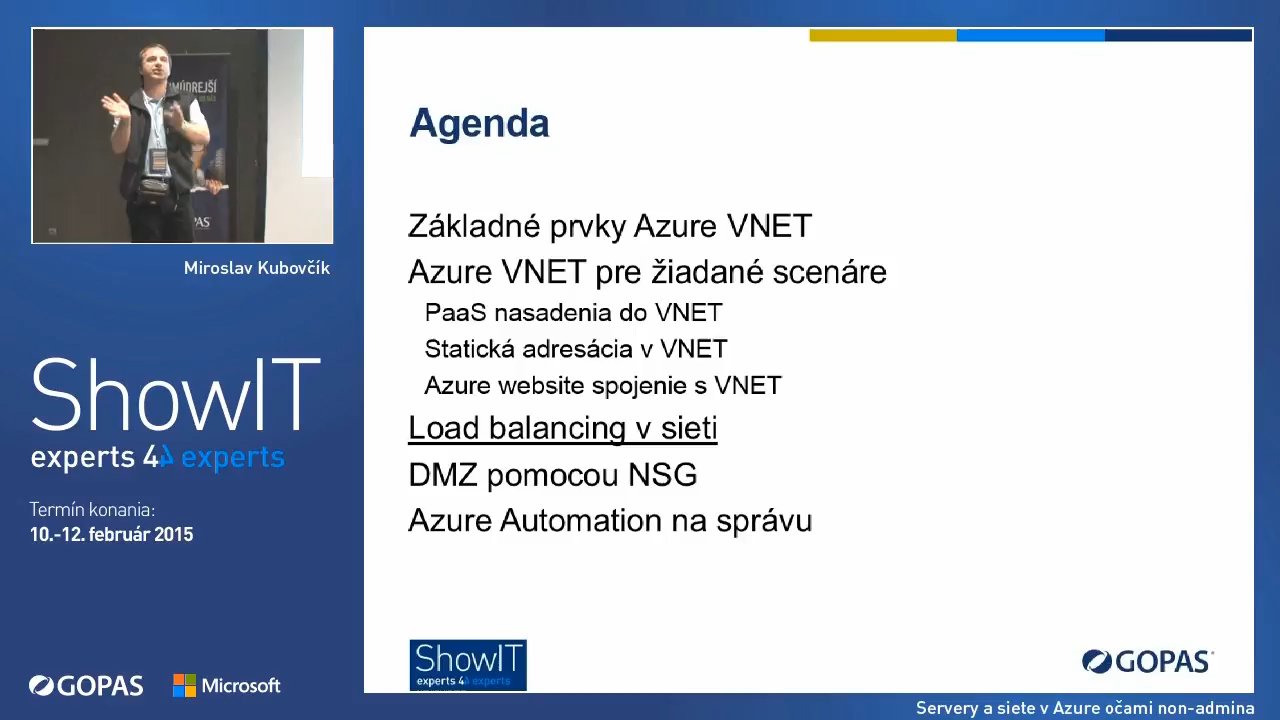 MÚDREJŠÍ
GOPAS
Miroslav Kubovčík
ShowIT
experts 4 experts
Termín konania:
10.-12. február 2015
GOPAS
Microsoft
Agenda
Základné prvky Azure VNET
Azure VNET pre žiadané scenáre
PaaS nasadenia do VNET
Statická adresácia v VNET
Azure website spojenie s VNET
Load balancing v sieti
DMZ pomocou NSG
Azure Automation na správu
ShowIT
experts 4 experts
GOPAS
Servery a siete v Azure očami non-admina